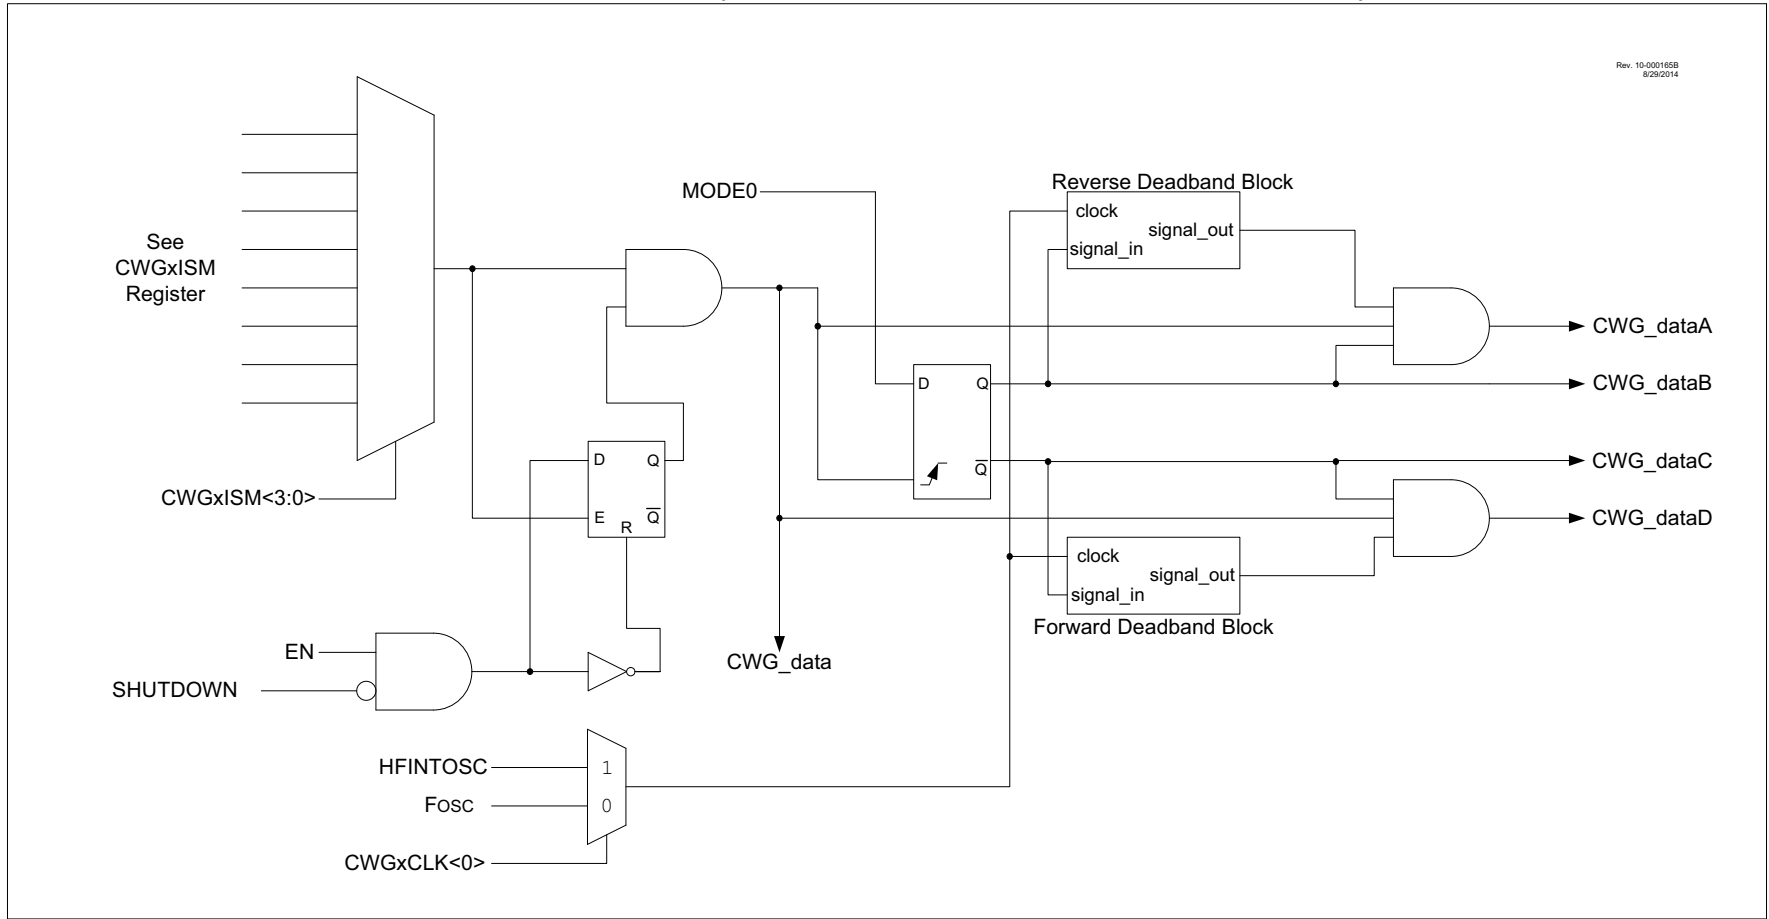 Rev. 10-000165B
8/29/2014
See
CWGxISM
Register
CWGxISM<3:0>
MODE0
Reverse Deadband Block
clock
signal_in
signal_out
CWG_dataA
D
Q
Q
CWG_dataB
CWG_dataC
CWG_dataD
D
Q
E
R
Q
clock
signal_in
signal_out
Forward Deadband Block
EN
SHUTDOWN
CWG_data
HFINTOSC
1
FOSC
0
CWGxCLK<0>